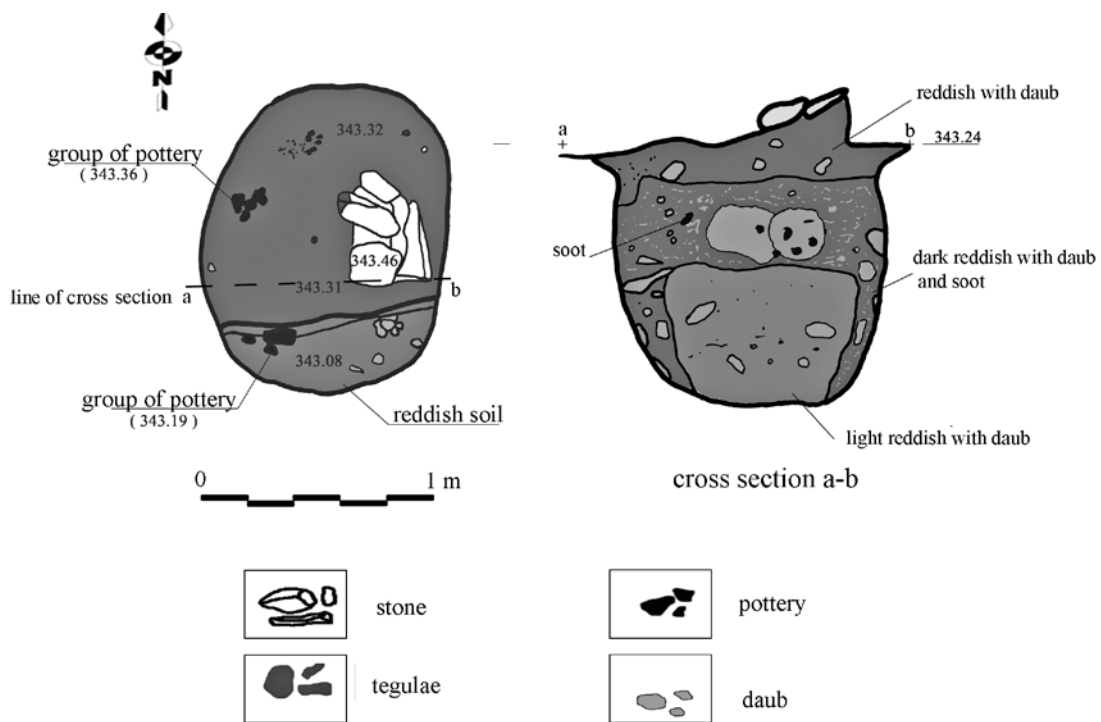 N
343.32
group of pottery
( 343.36 )
343.46
line of cross section a
343.31
b
343.08
group of pottery
( 343.19 )
reddish soil
0
1 m
reddish with daub
a
b
343.24
soot
dark reddish with daub
and soot
light reddish with daub
cross section a-b
stone
pottery
tegulae
daub